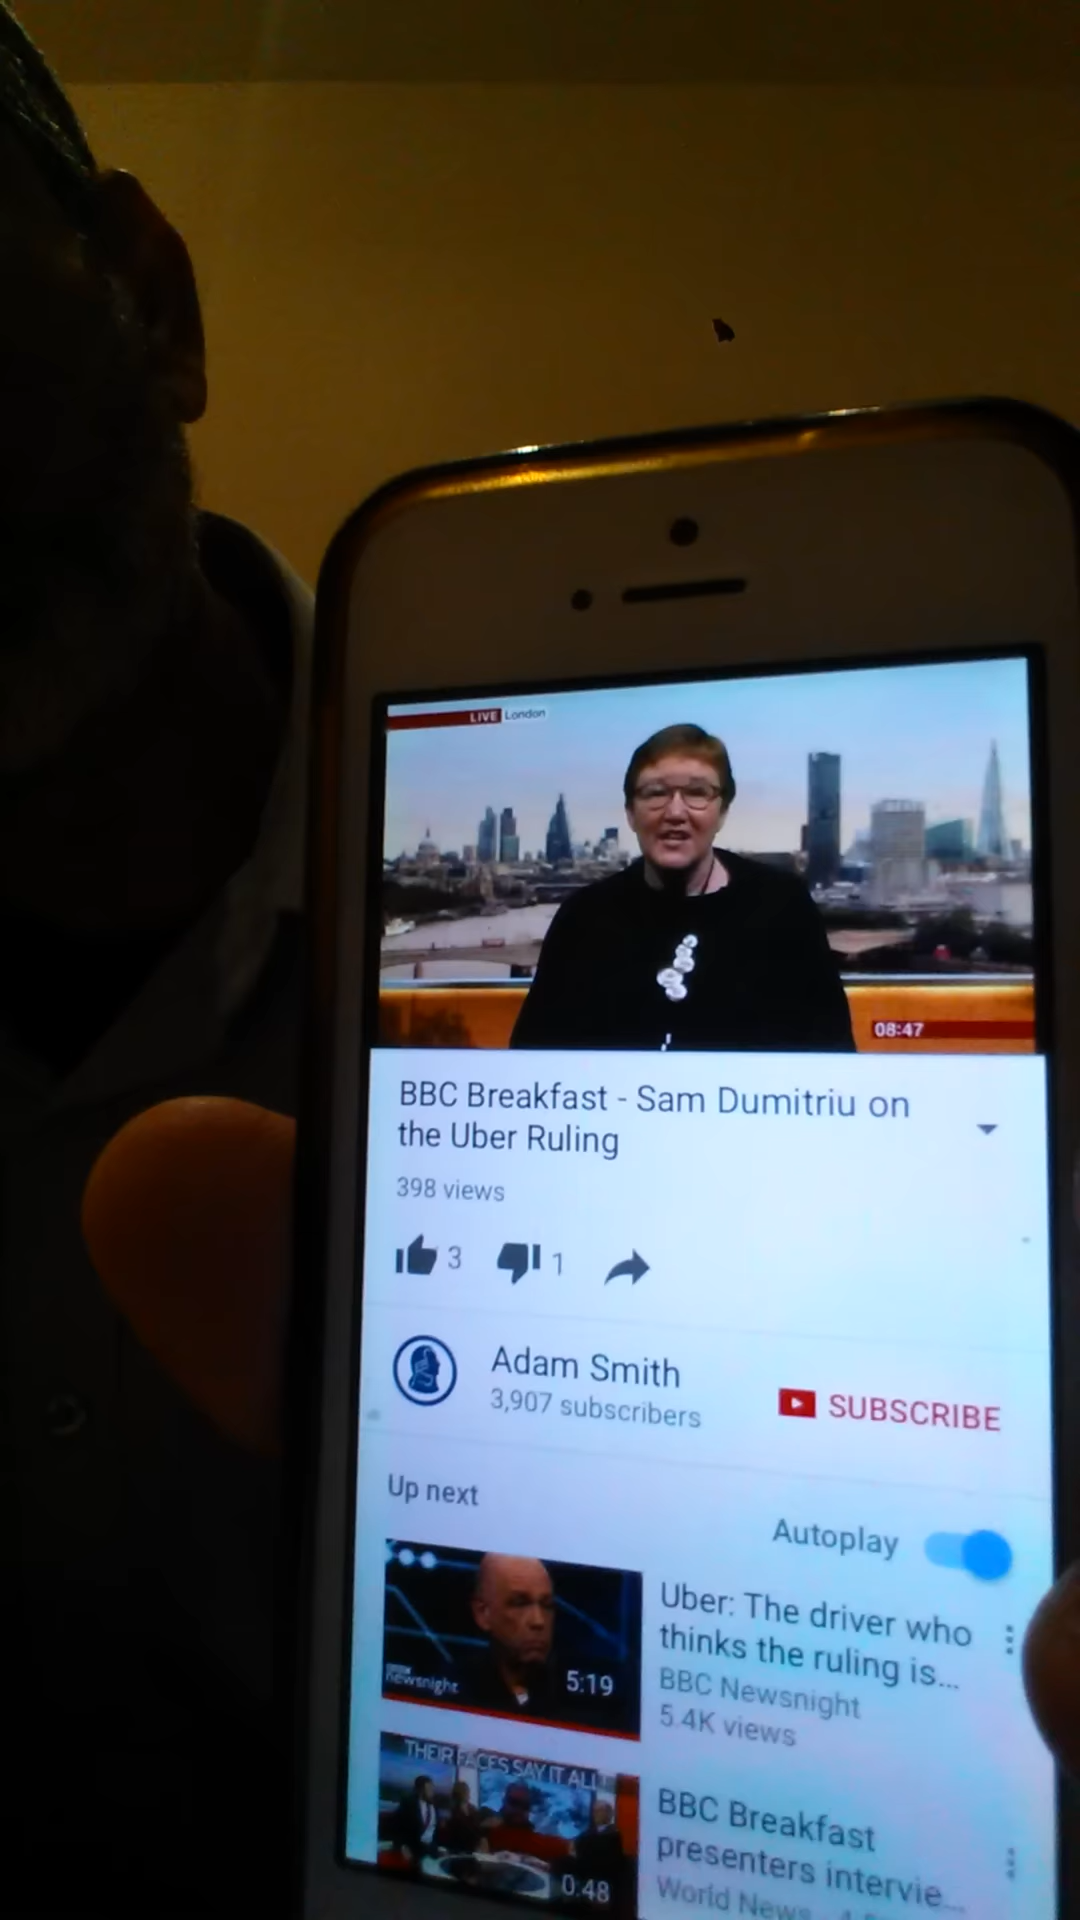 LIVE London
08:47
BBC Breakfast - Sam Dumitriu on
the Uber Ruling
398 views
3 1
Adam Smith
3,907 subscribers
SUBSCRIBE
Up next
Autoplay
newsnight
5:19
Uber: The driver who
thinks the ruling is...
BBC Newsnight
5.4K views
THEIR FACES SAY IT ALL
0:48
BBC Breakfast
presenters intervie...
World News